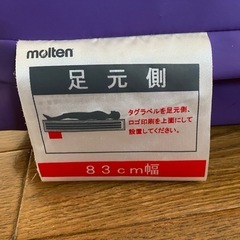 molten
足元側
タグラベルを足元側、
ロゴ印刷を上面にして
設置してください。
83cm幅